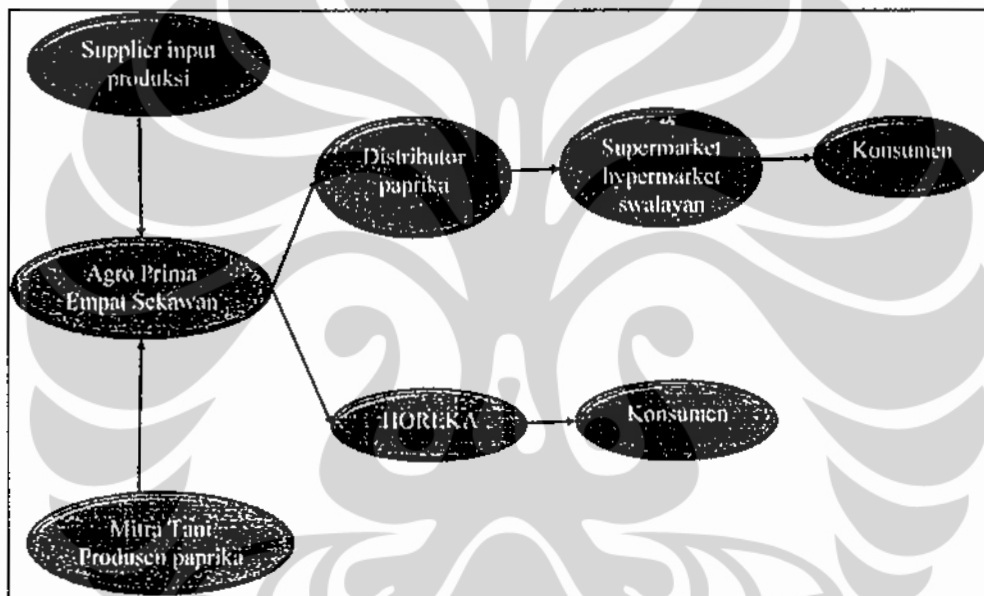 Supplier input
produksi
Distributor
paprika
Supermarket
hypermarket
swalayan
Konsumen
Agro Prima
Empat Sekawan
HOREKA
Konsumen
Mitra Tani
Produsen paprika